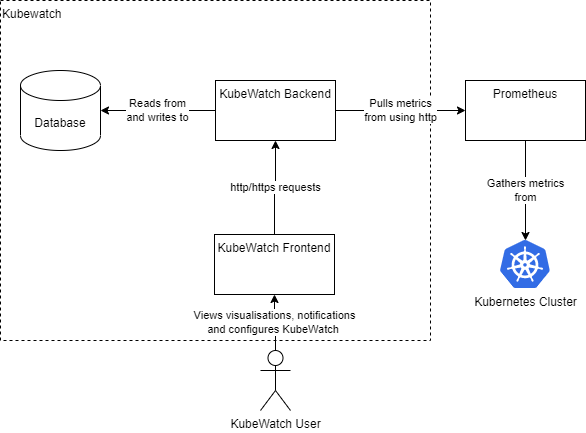 Kubewatch
Database
Reads from
and writes to
KubeWatch Backend
Pulls metrics
from using http
Prometheus
http/https requests
Gathers metrics
from
KubeWatch Frontend
Kubernetes Cluster
Views visualisations, notifications
and configures KubeWatch
KubeWatch User